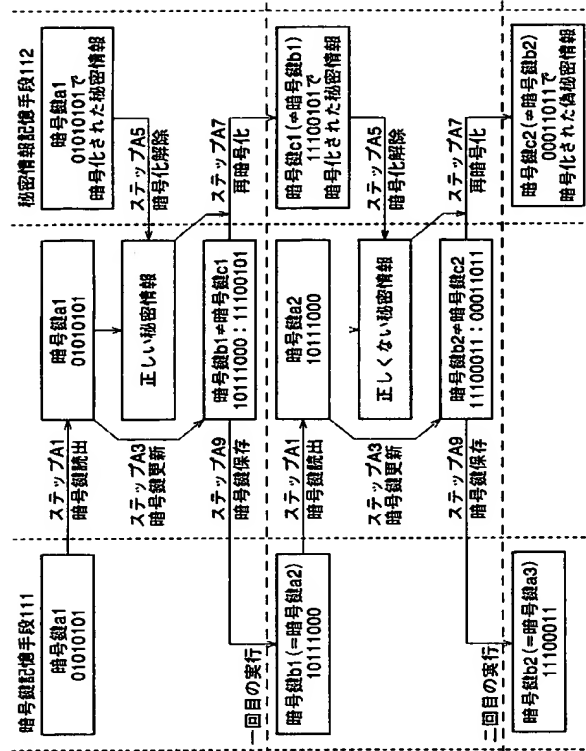 暗号鍵記憶手段111
秘密情報記憶手段112
暗号鍵a1
01010101
ステップA1
暗号鍵読出
暗号鍵a1
01010101
暗号鍵a1
01010101で
暗号化された秘密情報
ステップA5
暗号化解除
正しい秘密情報
ステップA3
暗号鍵更新
暗号鍵b1≠暗号鍵c1
10111000:11100101
ステップA7
再暗号化
ステップA9
暗号鍵保存
一回目の実行
暗号鍵b1(=暗号鍵a2)
10111000
ステップA1
暗号鍵読出
暗号鍵a2
10111000
暗号鍵c1(≠暗号鍵b1)
11100101で
暗号化された秘密情報
ステップA5
暗号化解除
正しくない秘密情報
ステップA3
暗号鍵更新
暗号鍵b2≠暗号鍵c2
11100011:00011011
ステップA7
再暗号化
ステップA9
暗号鍵保存
二回目の実行
暗号鍵b2(=暗号鍵a3)
11100011
暗号鍵c2(≠暗号鍵b2)
00011011で
暗号化された偽秘密情報